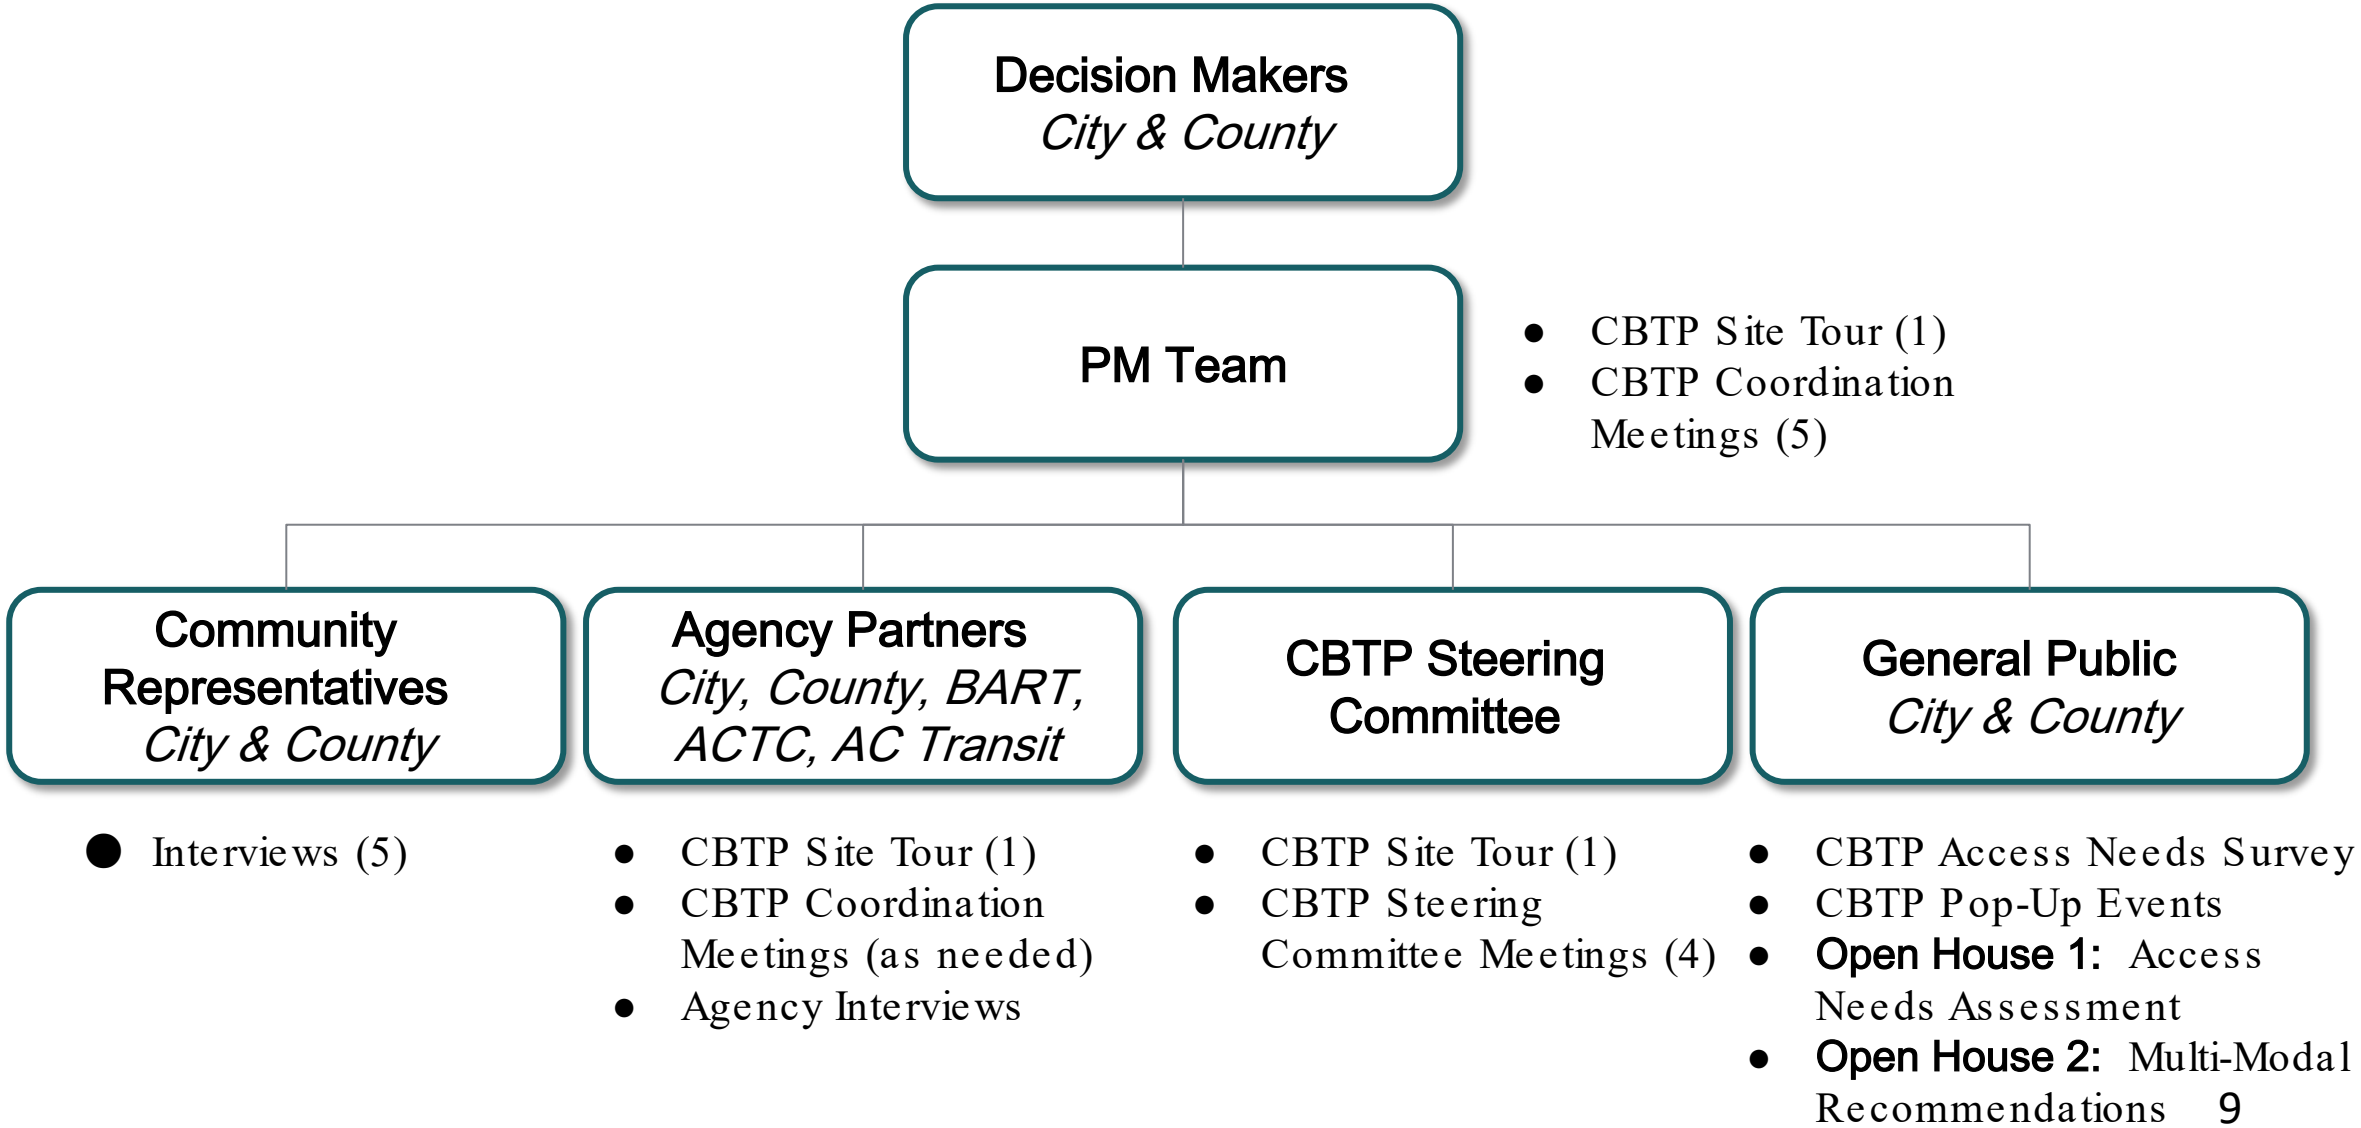 Decision Makers
City & County
PM Team
● CBTP Site Tour (1)
● CBTP Coordination
Meetings (5)
Community
Representatives
City & County
Agency Partners
City, County, BART,
ACTC, AC Transit
CBTP Steering
Committee
General Public
City & County
● Interviews (5)
● CBTP Site Tour (1)
● CBTP Coordination
Meetings (as needed)
● Agency Interviews
● CBTP Site Tour (1)
● CBTP Steering
Committee Meetings (4)
● CBTP Access Needs Survey
● CBTP Pop-Up Events
● Open House 1: Access
Needs Assessment
● Open House 2: Multi-Modal
Recommendations
9